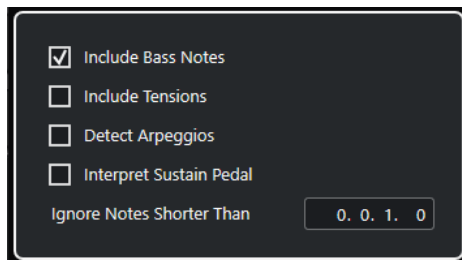 Include Bass Notes
Include Tensions
Detect Arpeggios
Interpret Sustain Pedal
Ignore Notes Shorter Than 0. 0. 1. 0